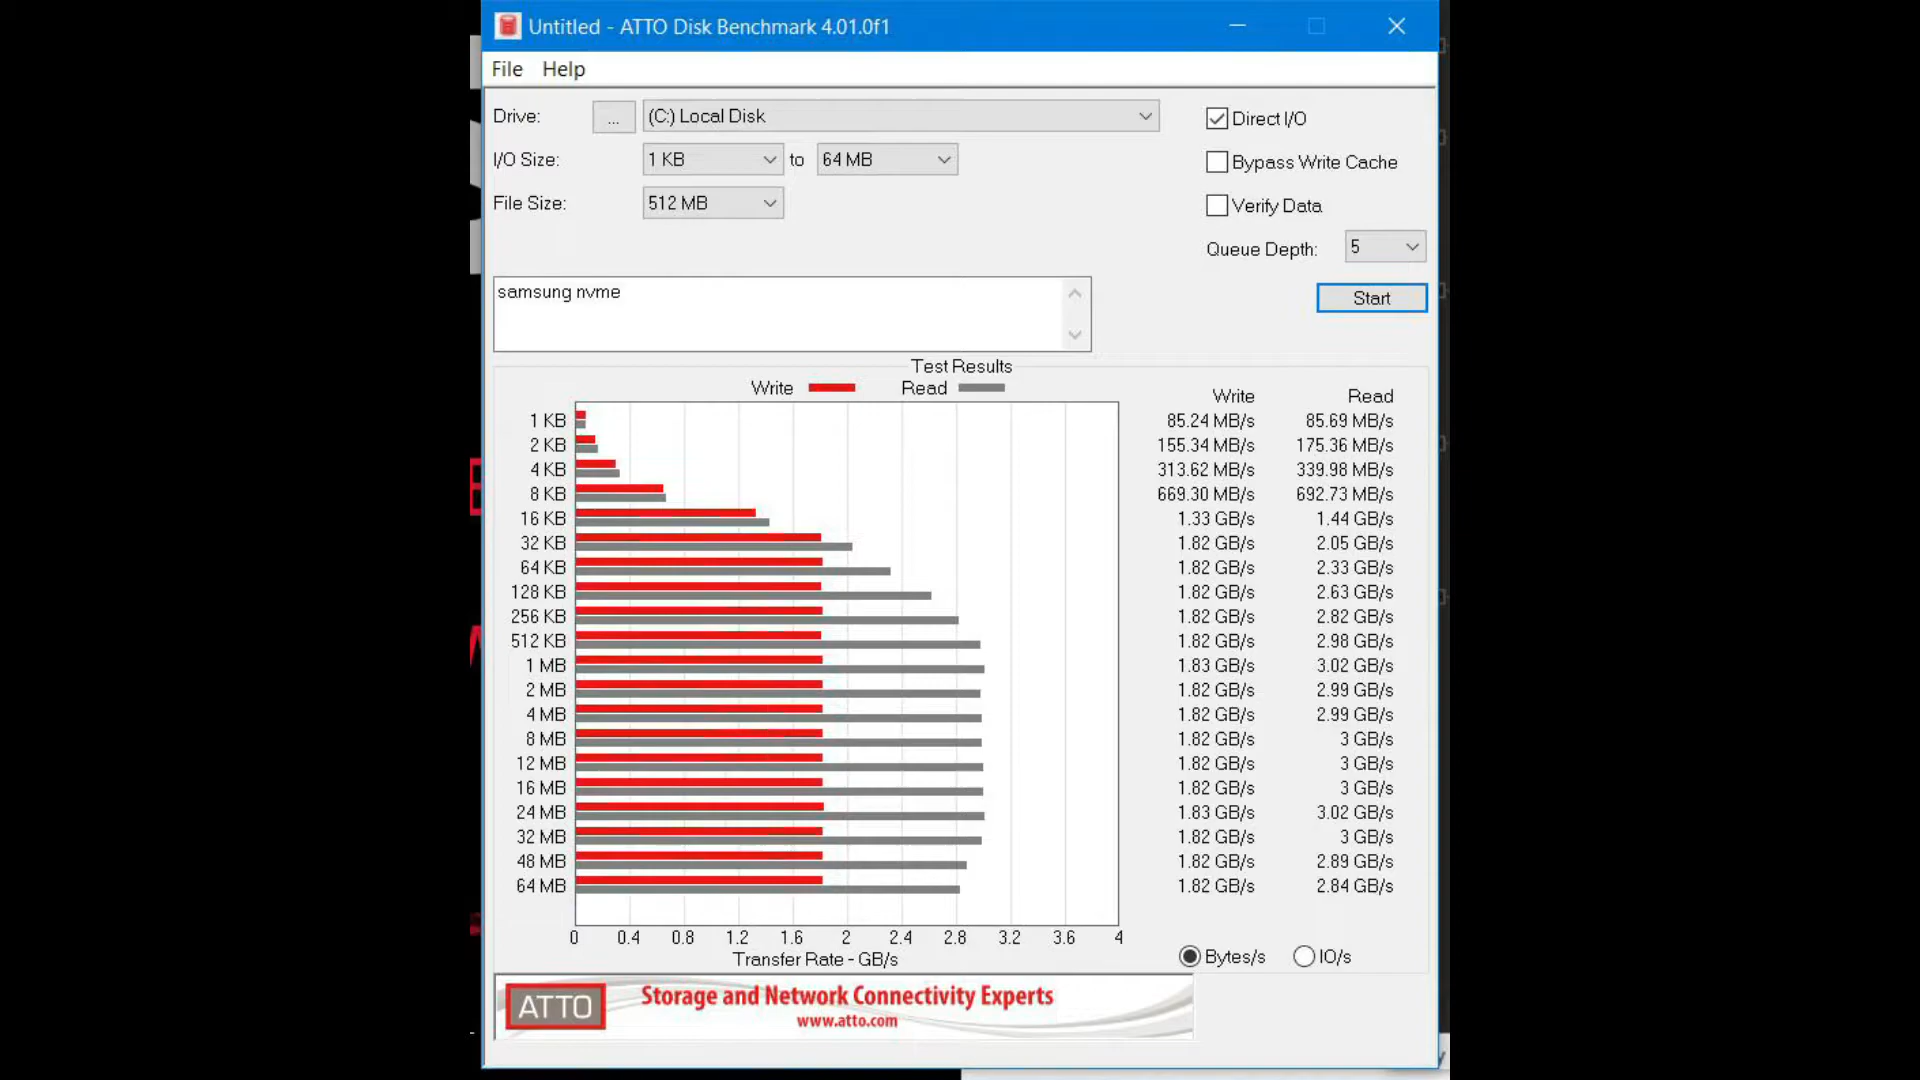 Untitled - ATTO Disk Benchmark 4.01.0f1
File Help
Drive: ... (C:) Local Disk
Direct I/O
I/O Size: 1 KB to 64 MB
Bypass Write Cache
File Size: 512 MB
Verify Data
Queue Depth: 5
samsung nvme
Start
Test Results
Write Read
Write Read
1 KB 85.24 MB/s 85.69 MB/s
2 KB 155.34 MB/s 175.36 MB/s
4 KB 313.62 MB/s 339.98 MB/s
8 KB 669.30 MB/s 692.73 MB/s
16 KB 1.33 GB/s 1.44 GB/s
32 KB 1.82 GB/s 2.05 GB/s
64 KB 1.82 GB/s 2.33 GB/s
128 KB 1.82 GB/s 2.63 GB/s
256 KB 1.82 GB/s 2.82 GB/s
512 KB 1.82 GB/s 2.98 GB/s
1 MB 1.83 GB/s 3.02 GB/s
2 MB 1.82 GB/s 2.99 GB/s
4 MB 1.82 GB/s 2.99 GB/s
8 MB 1.82 GB/s 3 GB/s
12 MB 1.82 GB/s 3 GB/s
16 MB 1.82 GB/s 3 GB/s
24 MB 1.83 GB/s 3.02 GB/s
32 MB 1.82 GB/s 3 GB/s
48 MB 1.82 GB/s 2.89 GB/s
64 MB 1.82 GB/s 2.84 GB/s
0 0.4 0.8 1.2 1.6 2 2.4 2.8 3.2 3.6 4
Transfer Rate - GB/s
Bytes/s IO/s
ATTO
Storage and Network Connectivity Experts
www.atto.com